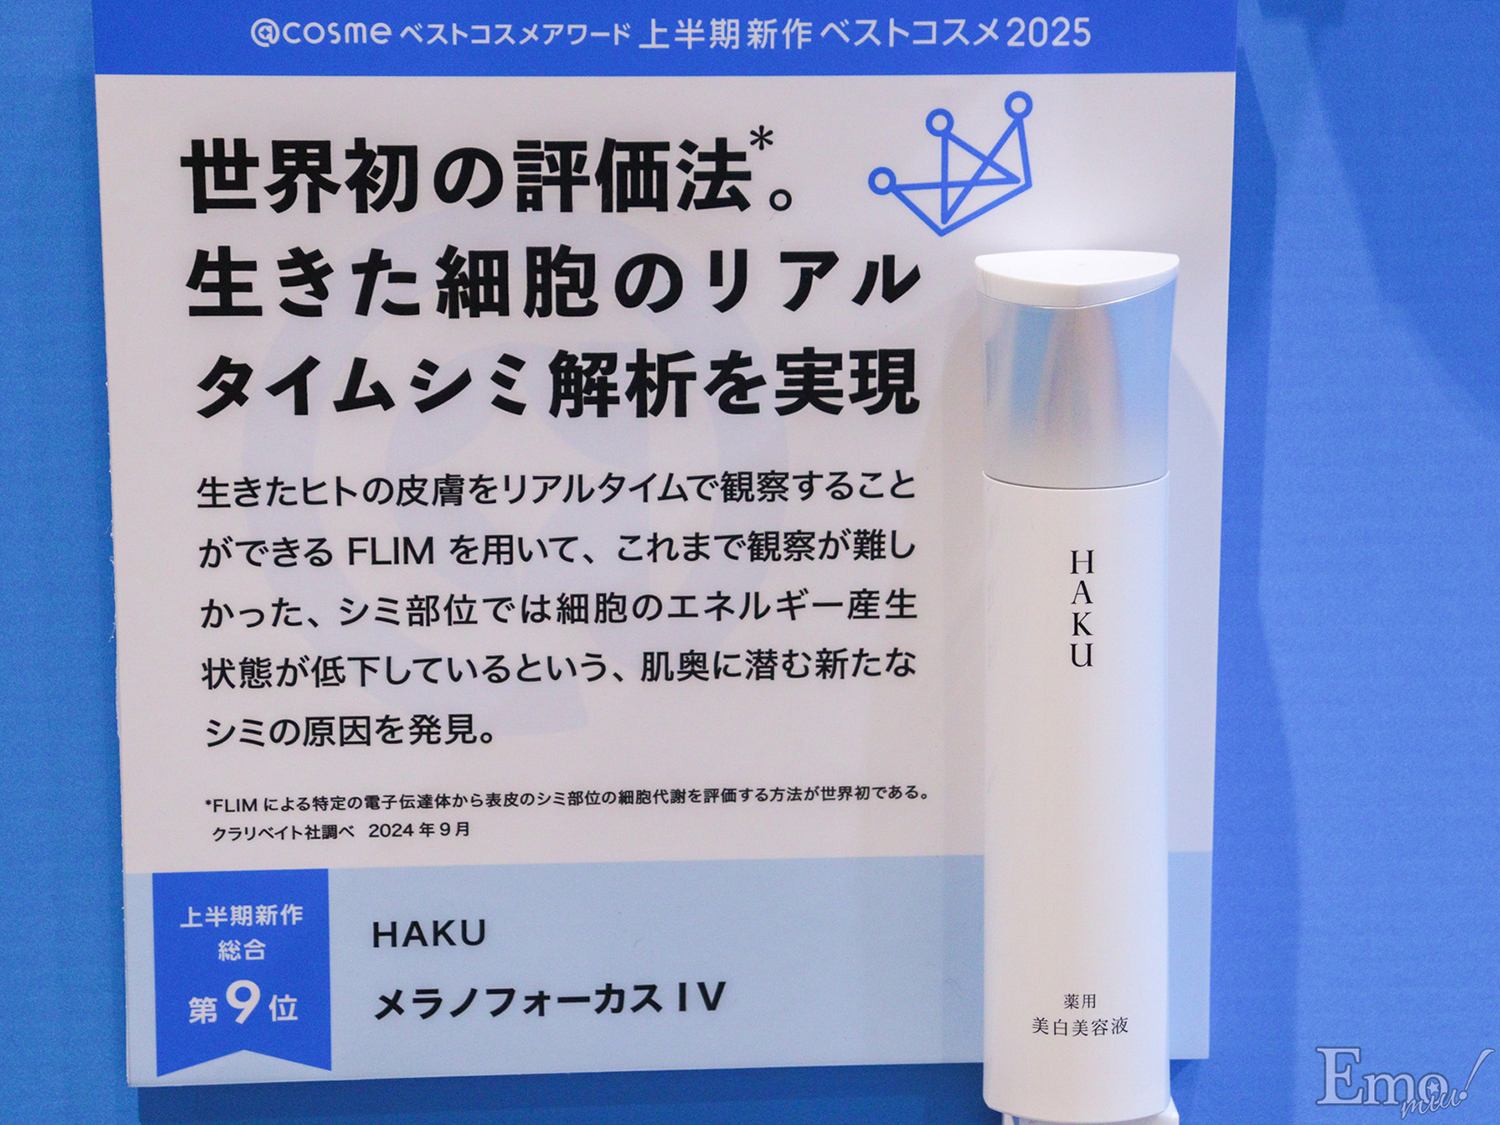 @cosme ベストコスメアワード 上半期新作 ベストコスメ2025
世界初の評価法*。
生きた細胞のリアル
タイムシミ解析を実現
生きたヒトの皮膚をリアルタイムで観察すること
ができる FLIM を用いて、これまで観察が難し
かった、シミ部位では細胞のエネルギー産生
状態が低下しているという、肌奥に潜む新たな
シミの原因を発見。
*FLIM による特定の電子伝達体から表皮のシミ部位の細胞代謝を評価する方法が世界初である。
クラリベイト社調べ 2024 年 9 月
上半期新作
総合
第9位
HAKU
メラノフォーカス IV
HAKU
薬用
美白美容液
Emo!
miu